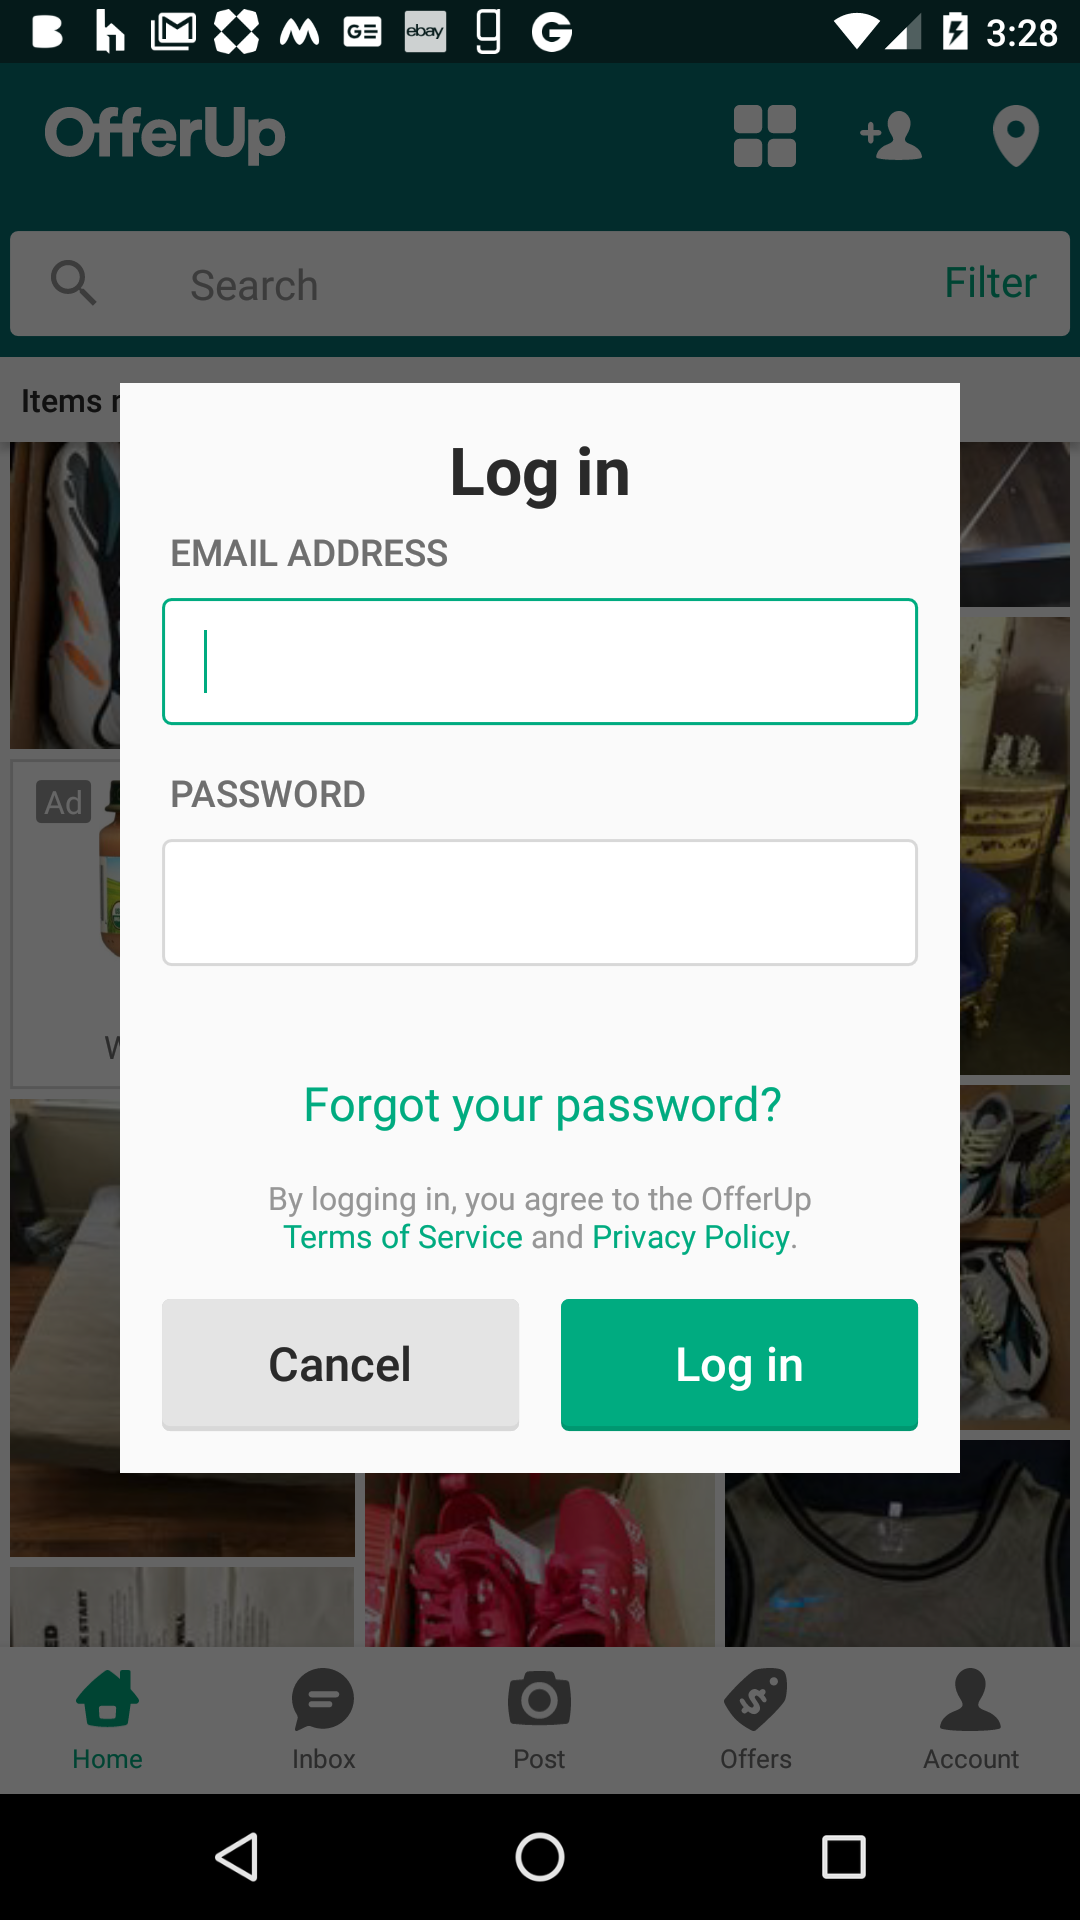 ebay
3:28
OfferUp
Search
Filter
Items
Log in
EMAIL ADDRESS
PASSWORD
Ad
Forgot your password?
By logging in, you agree to the OfferUp
Terms of Service and Privacy Policy.
Cancel
Log in
START
WILL
Home
Inbox
Post
Offers
Account